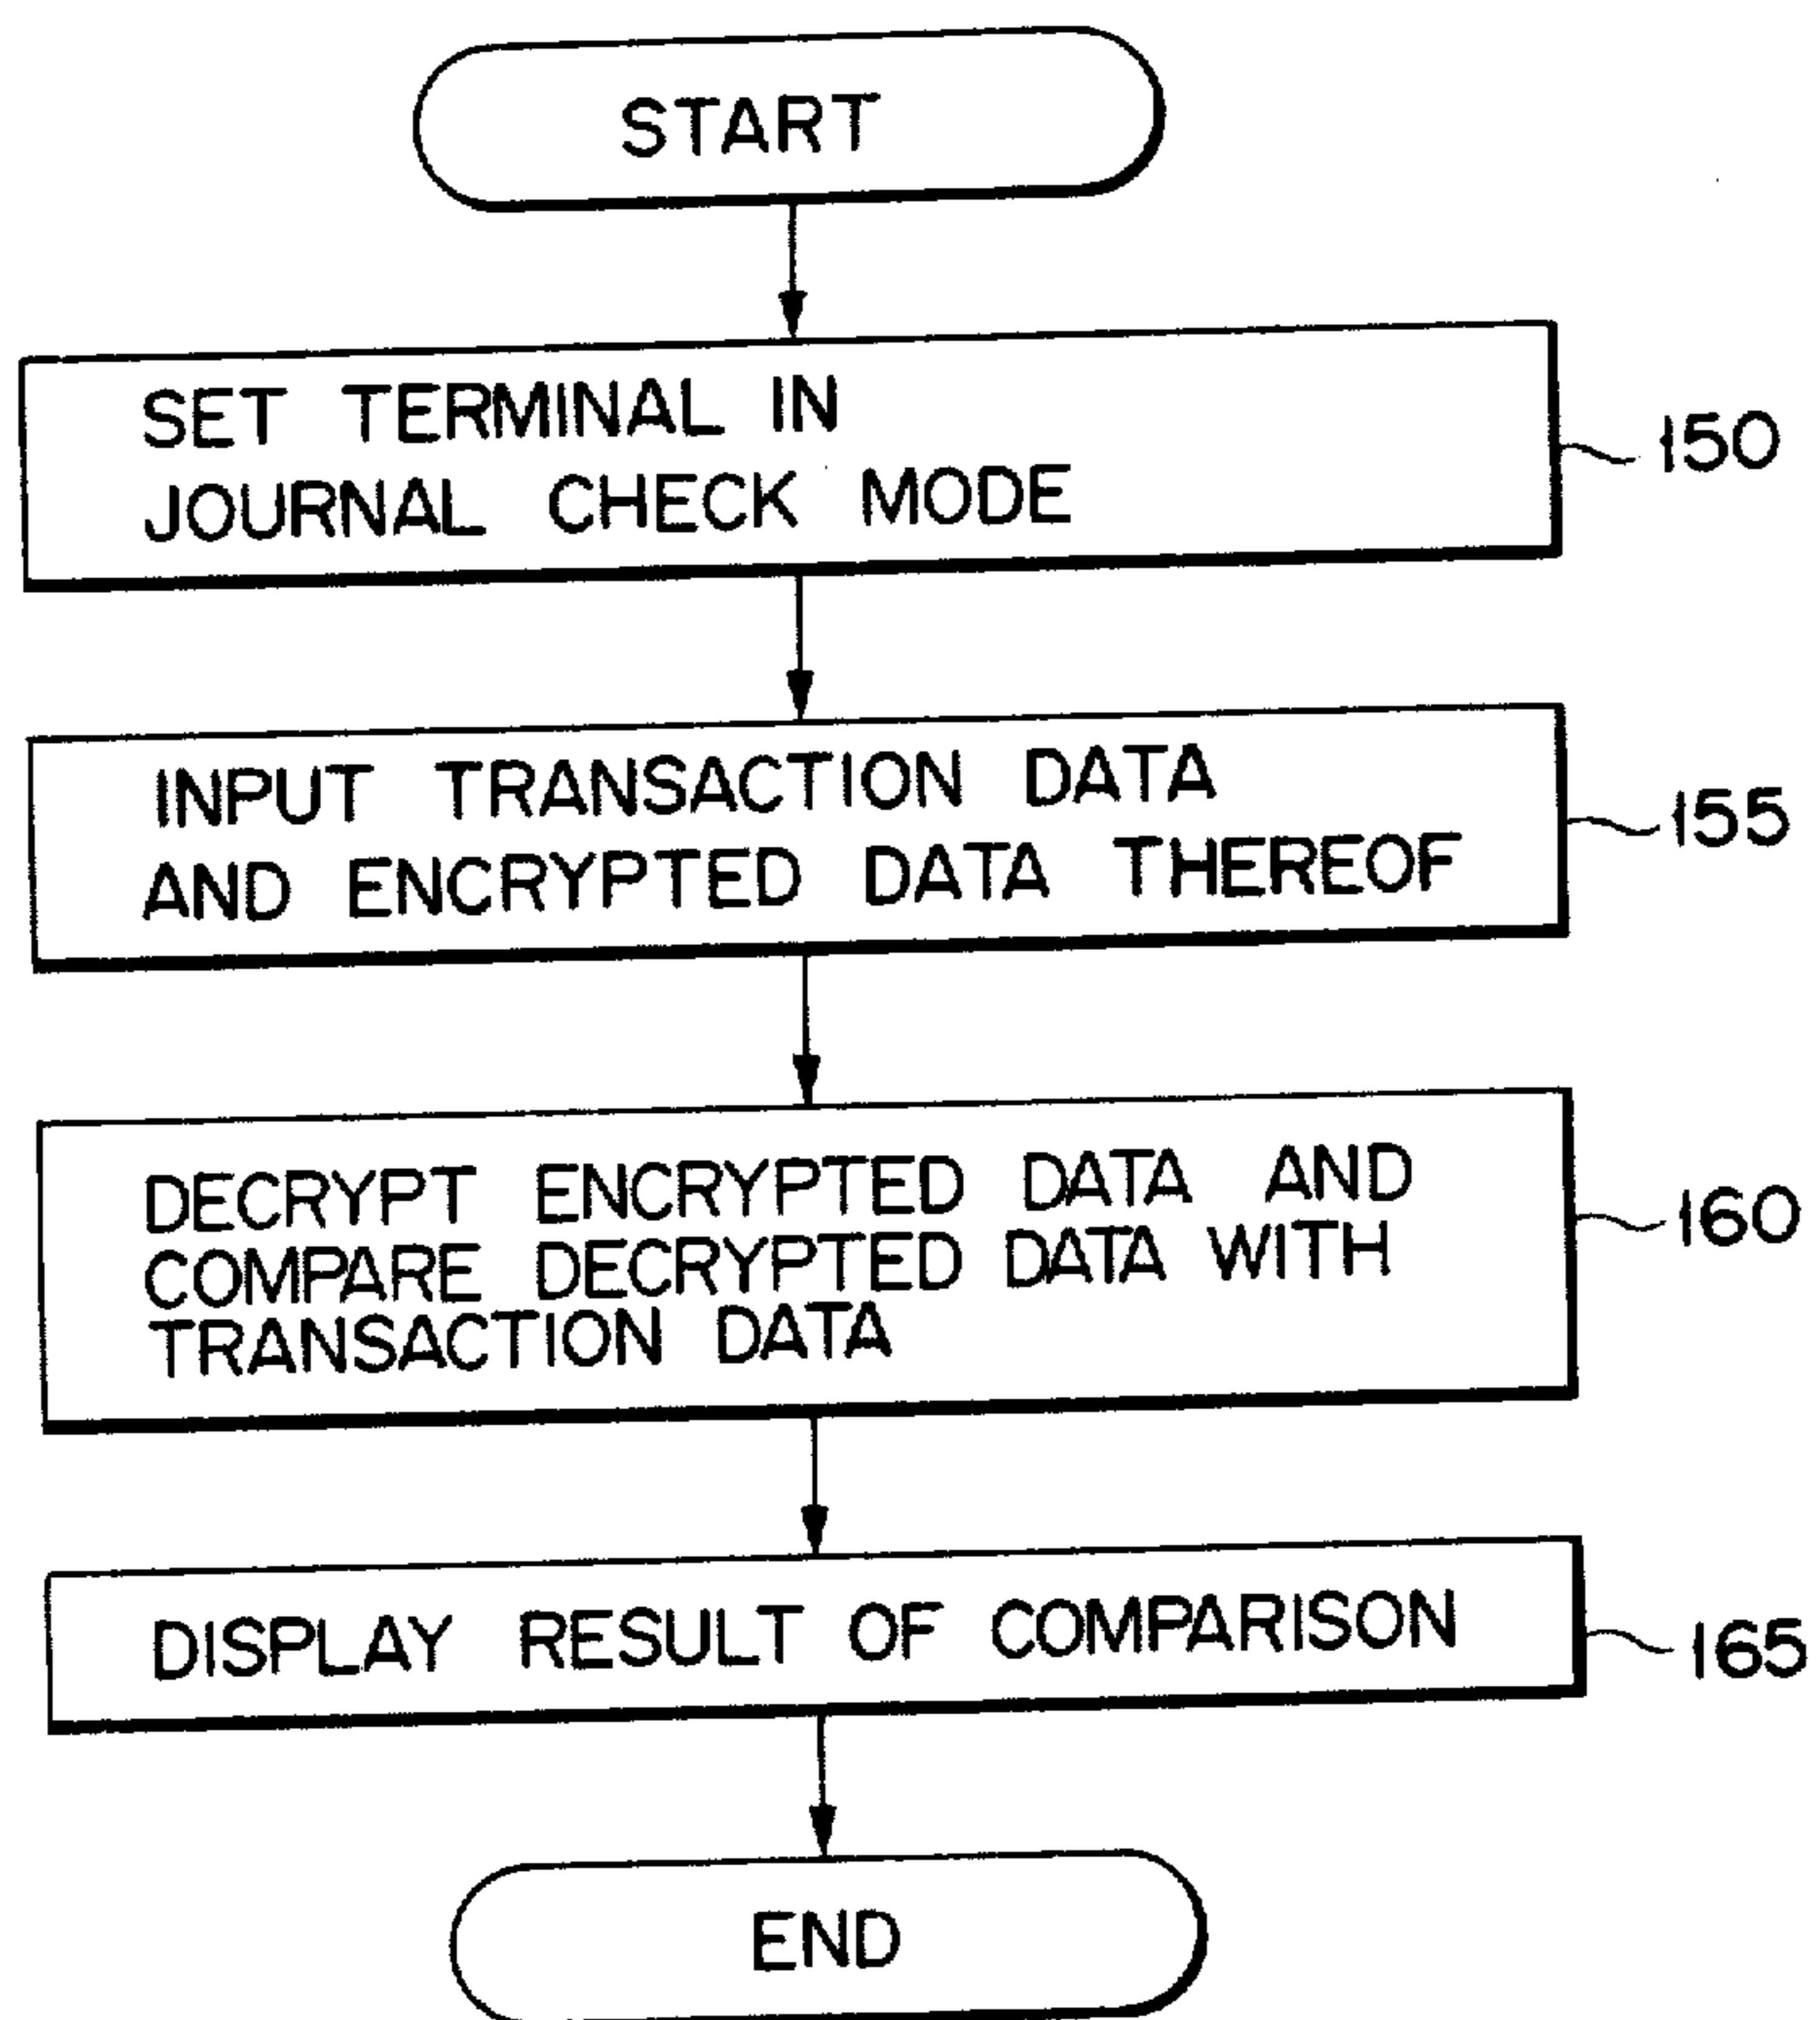 START
SET TERMINAL IN
JOURNAL CHECK MODE
150
INPUT TRANSACTION DATA
AND ENCRYPTED DATA THEREOF
155
DECRYPT ENCRYPTED DATA AND
COMPARE DECRYPTED DATA WITH
TRANSACTION DATA
160
DISPLAY RESULT OF COMPARISON
165
END